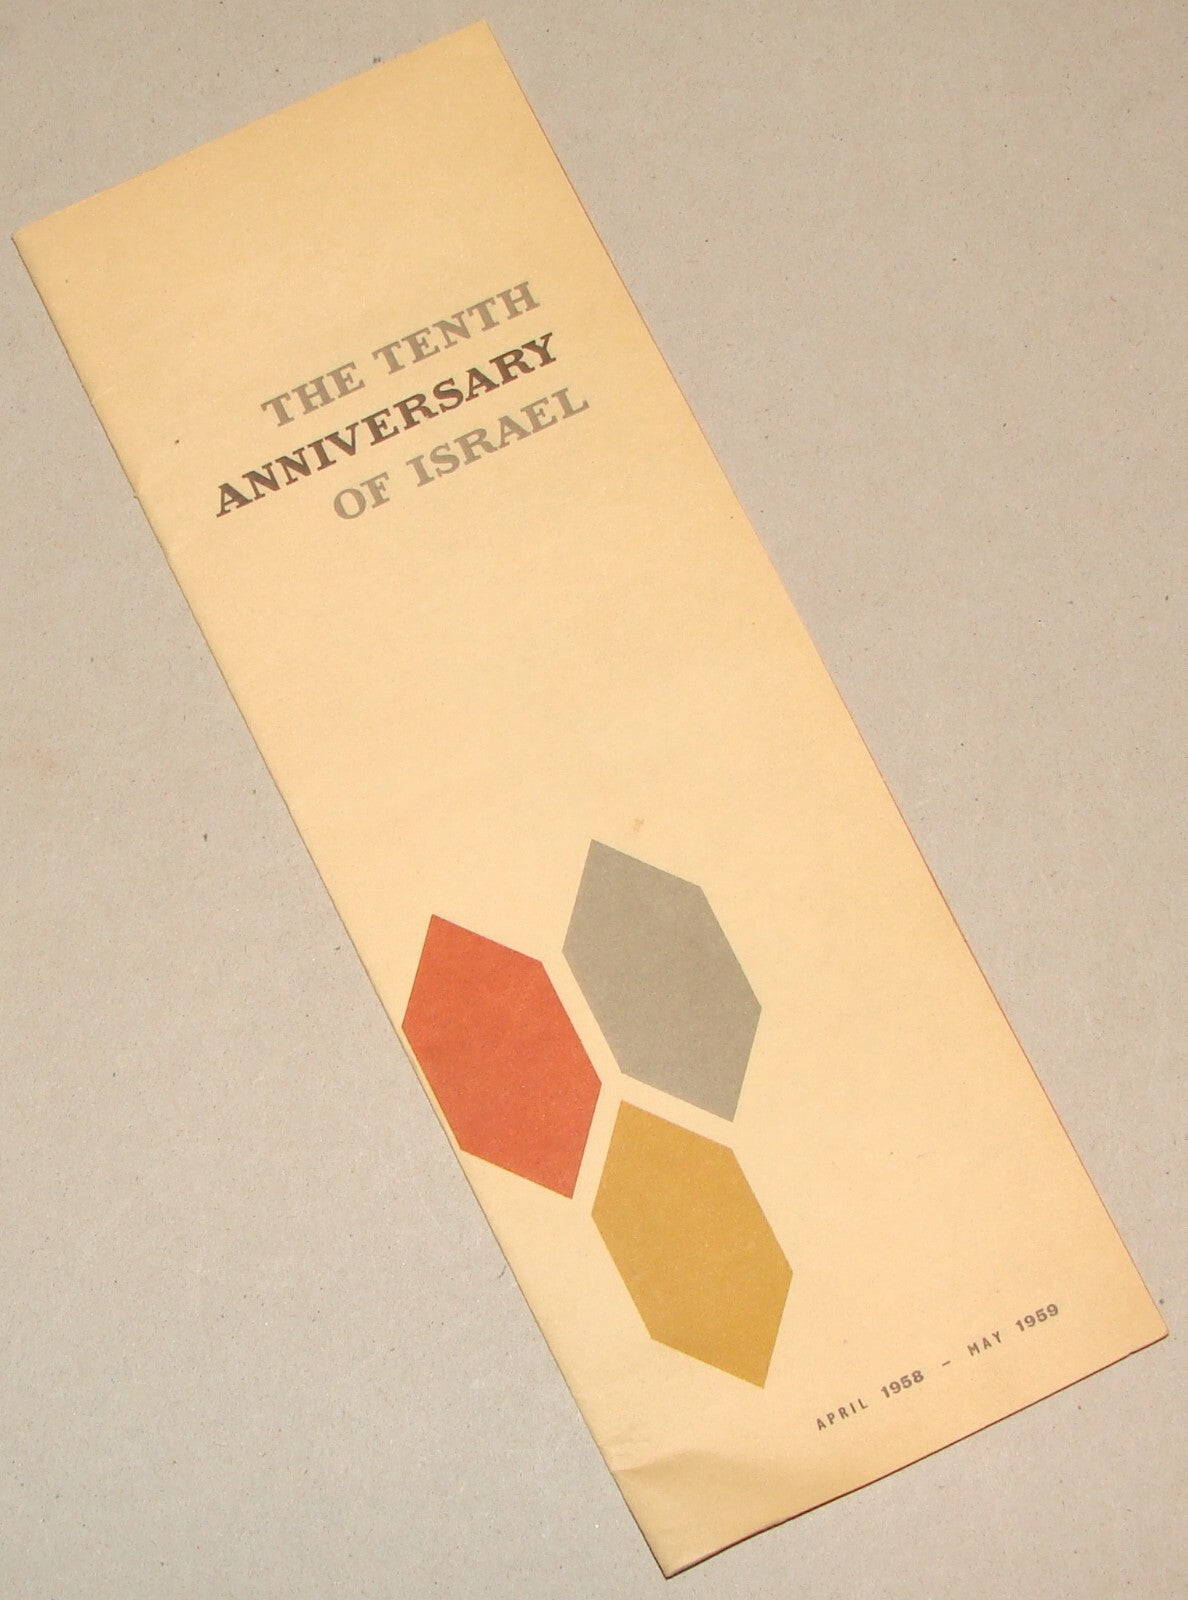 THE TENTH
ANNIVERSARY
OF ISRAEL
APRIL 1958 – MAY 1959